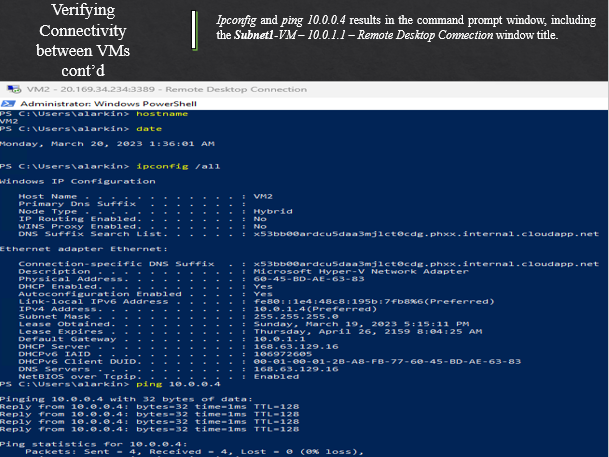 Verifying
Connectivity
between VMs
cont’d
Ipconfig and ping 10.0.0.4 results in the command prompt window, including
the Subnet1-VM – 10.0.1.1 – Remote Desktop Connection window title.
VM2 - 20.169.34.234:3389 - Remote Desktop Connection
Administrator: Windows PowerShell
PS C:\Users\alarkin> hostname
VM2
PS C:\Users\alarkin> date
Monday, March 20, 2023 1:36:01 AM
PS C:\Users\alarkin> ipconfig /all
Windows IP Configuration
Host Name . . . . . . . . . . . . : VM2
Primary Dns Suffix . . . . . . . :
Node Type . . . . . . . . . . . . : Hybrid
IP Routing Enabled. . . . . . . . : No
WINS Proxy Enabled. . . . . . . . : No
DNS Suffix Search List. . . . . . : x53bb00ardcu5daa3mjlct0cdg.phxx.internal.cloudapp.net
Ethernet adapter Ethernet:
Connection-specific DNS Suffix . : x53bb00ardcu5daa3mjlct0cdg.phxx.internal.cloudapp.net
Description . . . . . . . . . . . : Microsoft Hyper-V Network Adapter
Physical Address. . . . . . . . . : 60-45-BD-AE-63-83
DHCP Enabled. . . . . . . . . . . : Yes
Autoconfiguration Enabled . . . . : Yes
Link-local IPv6 Address . . . . . : fe80::1e4:48c8:195b:7fb8%6(Preferred)
IPv4 Address. . . . . . . . . . . : 10.0.1.4(Preferred)
Subnet Mask . . . . . . . . . . . : 255.255.255.0
Lease Obtained. . . . . . . . . . : Sunday, March 19, 2023 5:15:11 PM
Lease Expires . . . . . . . . . . : Thursday, April 26, 2159 8:04:25 AM
Default Gateway . . . . . . . . . : 10.0.1.1
DHCP Server . . . . . . . . . . . : 168.63.129.16
DHCPv6 IAID . . . . . . . . . . . : 106972605
DHCPv6 Client DUID. . . . . . . . : 00-01-00-01-2B-A8-FB-77-60-45-BD-AE-63-83
DNS Servers . . . . . . . . . . . : 168.63.129.16
NetBIOS over Tcpip. . . . . . . . : Enabled
PS C:\Users\alarkin> ping 10.0.0.4
Pinging 10.0.0.4 with 32 bytes of data:
Reply from 10.0.0.4: bytes=32 time=1ms TTL=128
Reply from 10.0.0.4: bytes=32 time=1ms TTL=128
Reply from 10.0.0.4: bytes=32 time=1ms TTL=128
Reply from 10.0.0.4: bytes=32 time=1ms TTL=128
Ping statistics for 10.0.0.4:
Packets: Sent = 4, Received = 4, Lost = 0 (0% loss),